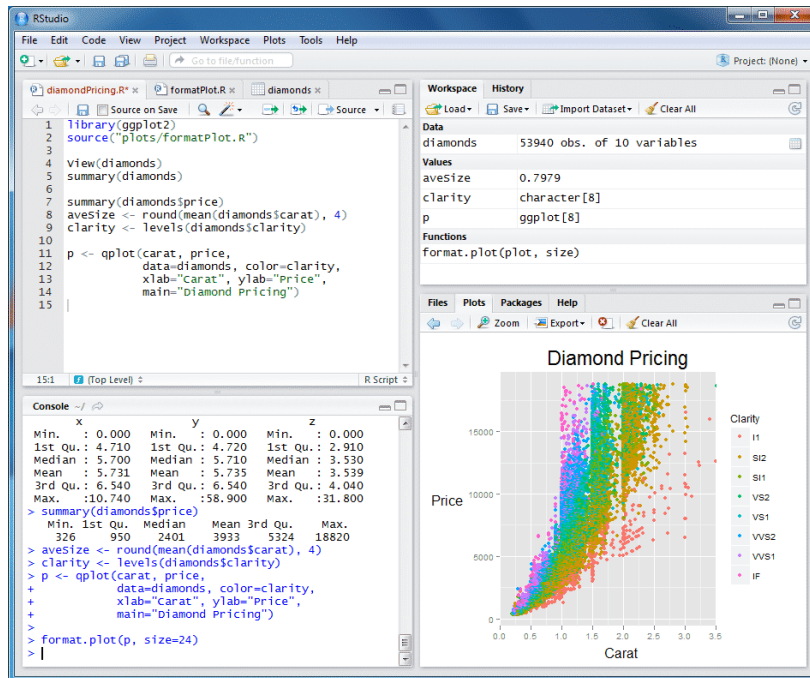 RStudio
File Edit Code View Project Workspace Plots Tools Help
Go to file/function
Project: (None)
diamondPricing.R* formatPlot.R diamonds
Source on Save Source
1 library(ggplot2)
2 source("plots/formatPlot.R")
3
4 View(diamonds)
5 summary(diamonds)
6
7 summary(diamonds$price)
8 aveSize <- round(mean(diamonds$carat), 4)
9 clarity <- levels(diamonds$clarity)
10
11 p <- qplot(carat, price,
12 data=diamonds, color=clarity,
13 xlab="Carat", ylab="Price",
14 main="Diamond Pricing")
15
15:1 (Top Level) R Script
Console ~/
x y z
Min. : 0.000 Min. : 0.000 Min. : 0.000
1st Qu.: 4.710 1st Qu.: 4.720 1st Qu.: 2.910
Median : 5.700 Median : 5.710 Median : 3.530
Mean : 5.731 Mean : 5.735 Mean : 3.539
3rd Qu.: 6.540 3rd Qu.: 6.540 3rd Qu.: 4.040
Max. :10.740 Max. :58.900 Max. :31.800
> summary(diamonds$price)
Min. 1st Qu. Median Mean 3rd Qu. Max.
326 950 2401 3933 5324 18820
> aveSize <- round(mean(diamonds$carat), 4)
> clarity <- levels(diamonds$clarity)
> p <- qplot(carat, price,
+ data=diamonds, color=clarity,
+ xlab="Carat", ylab="Price",
+ main="Diamond Pricing")
>
> format.plot(p, size=24)
>
Workspace History
Load Save Import Dataset Clear All
Data
diamonds 53940 obs. of 10 variables
Values
aveSize 0.7979
clarity character[8]
p ggplot[8]
Functions
format.plot(plot, size)
Files Plots Packages Help
Zoom Export Clear All
Diamond Pricing
Price
15000
10000
5000
0
0.0 0.5 1.0 1.5 2.0 2.5 3.0 3.5
Carat
Clarity
I1
SI2
SI1
VS2
VS1
VVS2
VVS1
IF